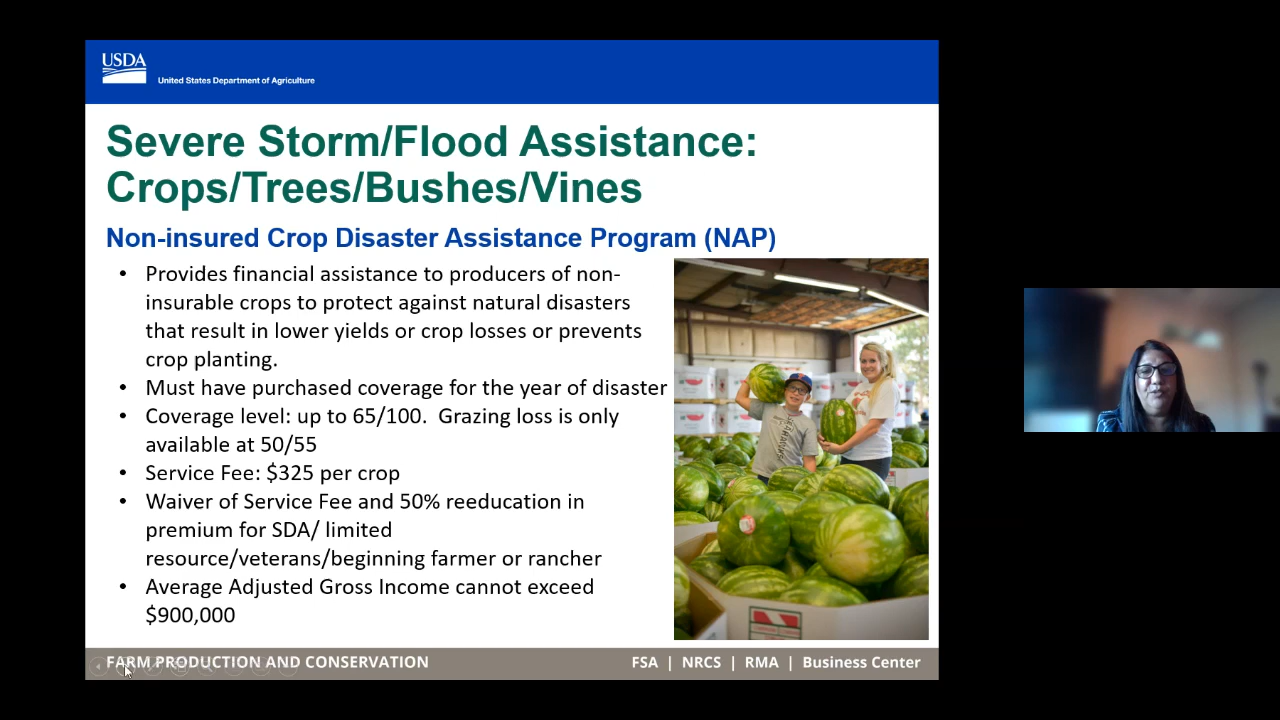 USDA
United States Department of Agriculture
Severe Storm/Flood Assistance:
Crops/Trees/Bushes/Vines
Non-insured Crop Disaster Assistance Program (NAP)
• Provides financial assistance to producers of non-
insurable crops to protect against natural disasters
that result in lower yields or crop losses or prevents
crop planting.
• Must have purchased coverage for the year of disaster
• Coverage level: up to 65/100.  Grazing loss is only
available at 50/55
• Service Fee: $325 per crop
• Waiver of Service Fee and 50% reeducation in
premium for SDA/ limited
resource/veterans/beginning farmer or rancher
• Average Adjusted Gross Income cannot exceed
$900,000
FARM PRODUCTION AND CONSERVATION
FSA | NRCS | RMA | Business Center